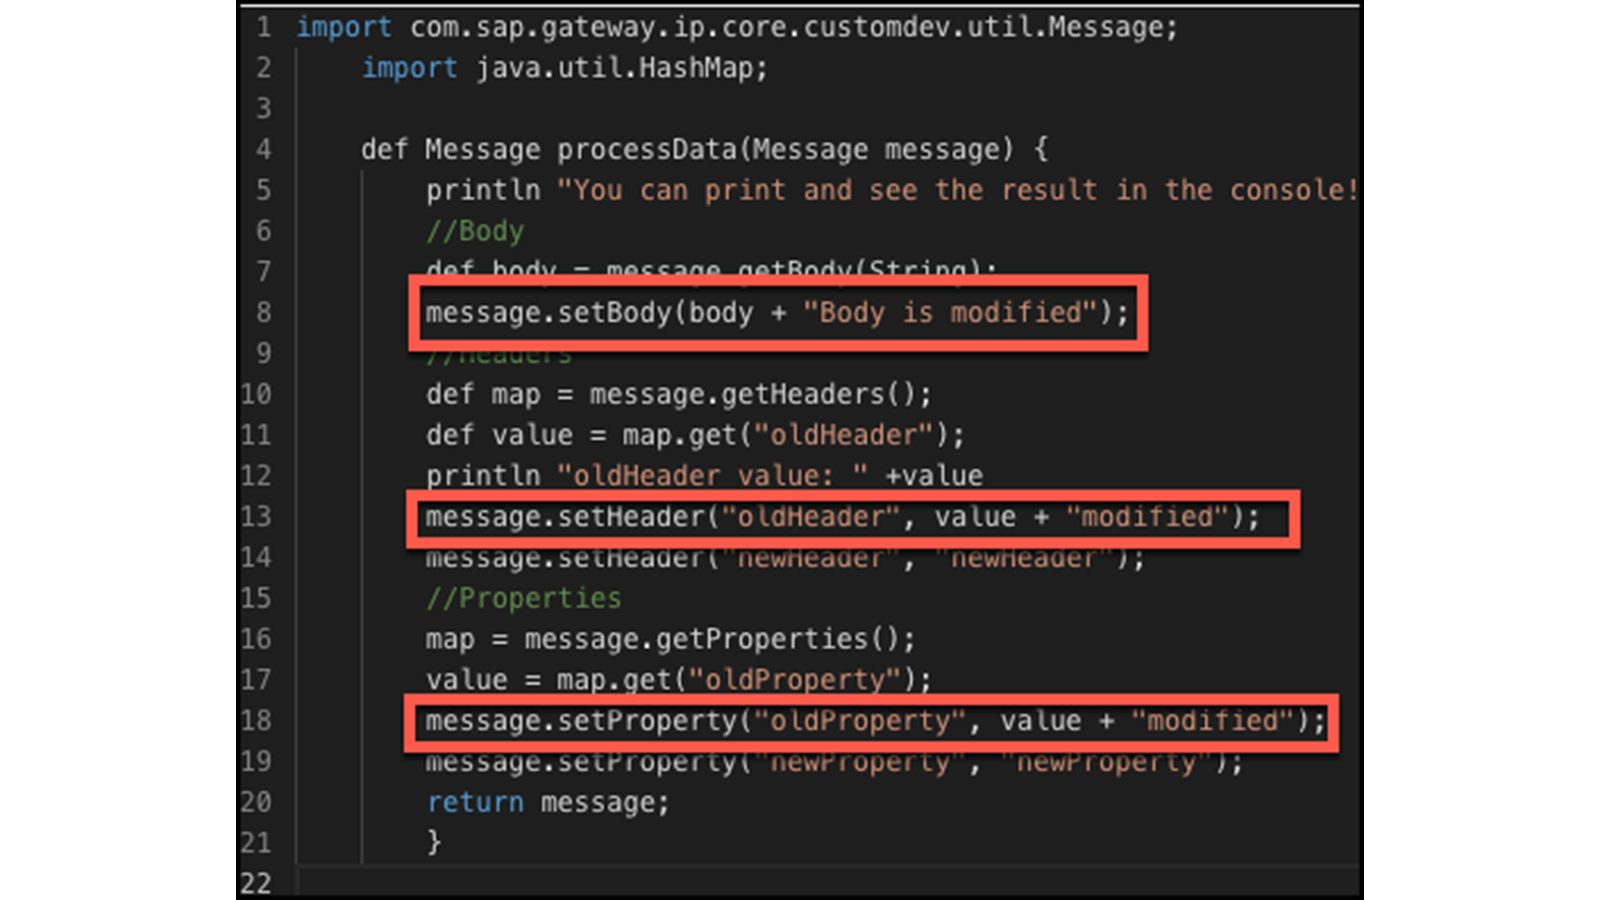 1 import com.sap.gateway.ip.core.customdev.util.Message;
2 import java.util.HashMap;
3
4 def Message processData(Message message) {
5 println "You can print and see the result in the console!
6 //Body
7 def body = message.getBody(String);
8 message.setBody(body + "Body is modified");
9 //Headers
10 def map = message.getHeaders();
11 def value = map.get("oldHeader");
12 println "oldHeader value: " +value
13 message.setHeader("oldHeader", value + "modified");
14 message.setHeader("newHeader", "newHeader");
15 //Properties
16 map = message.getProperties();
17 value = map.get("oldProperty");
18 message.setProperty("oldProperty", value + "modified");
19 message.setProperty("newProperty", "newProperty");
20 return message;
21 }
22